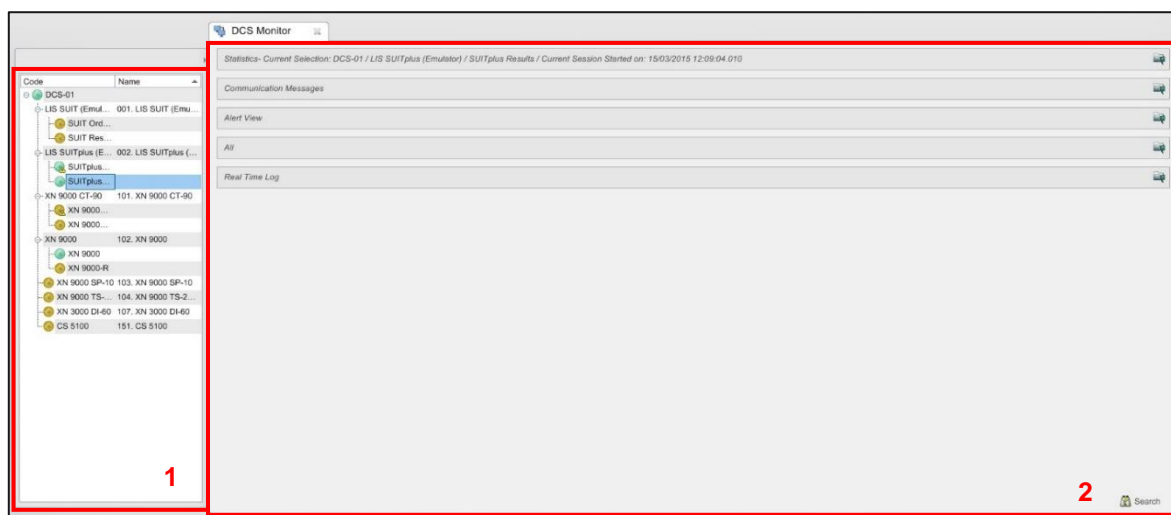 DCS Monitor
Statistics- Current Selection: DCS-01 / LIS SUITplus (Emulator) / SUITplus Results / Current Session Started on: 15/03/2015 12:09:04.010
Communication Messages
Alert View
All
Real Time Log
Code Name
DCS-01
LIS SUIT (Emul... 001. LIS SUIT (Emu...
SUIT Ord...
SUIT Res...
LIS SUITplus (E... 002. LIS SUITplus (...
SUITplus...
SUITplus...
XN 9000 CT-90 101. XN 9000 CT-90
XN 9000...
XN 9000...
XN 9000 102. XN 9000
XN 9000
XN 9000-R
XN 9000 SP-10 103. XN 9000 SP-10
XN 9000 TS-... 104. XN 9000 TS-2...
XN 3000 DI-60 107. XN 3000 DI-60
CS 5100 151. CS 5100
1
2
Search